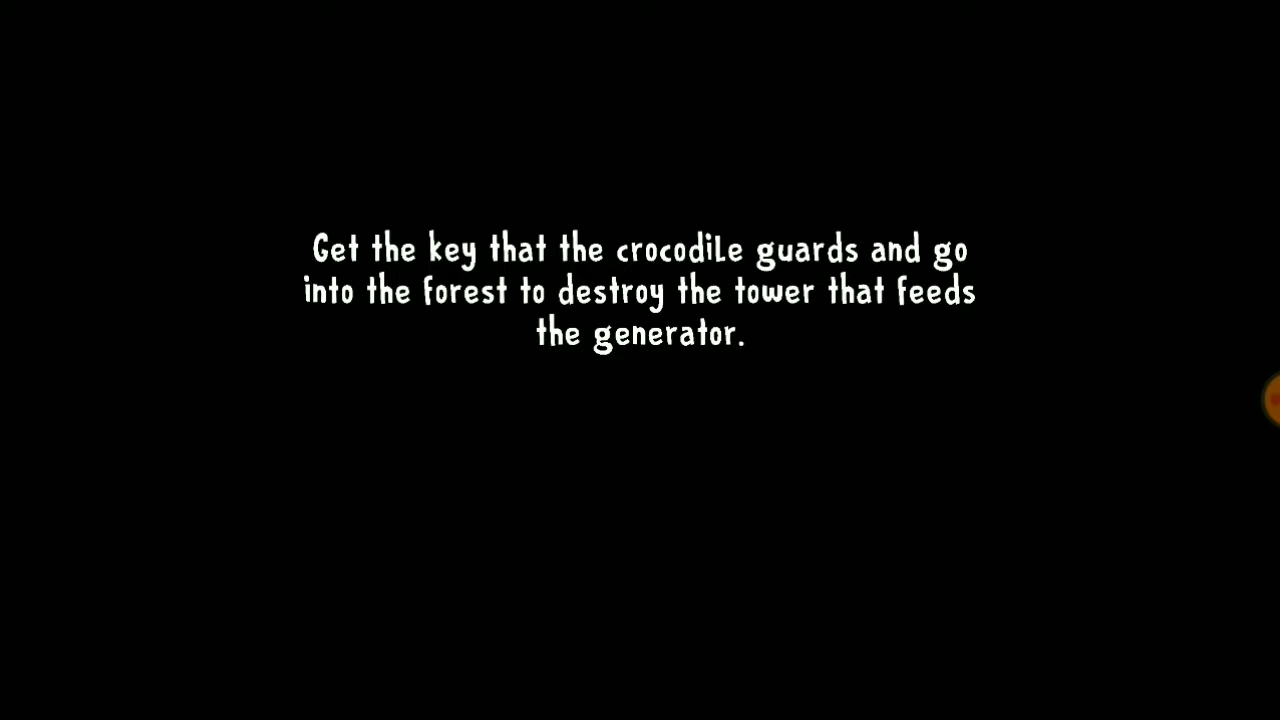 Get the key that the crocodile guards and go
into the forest to destroy the tower that feeds
the generator.